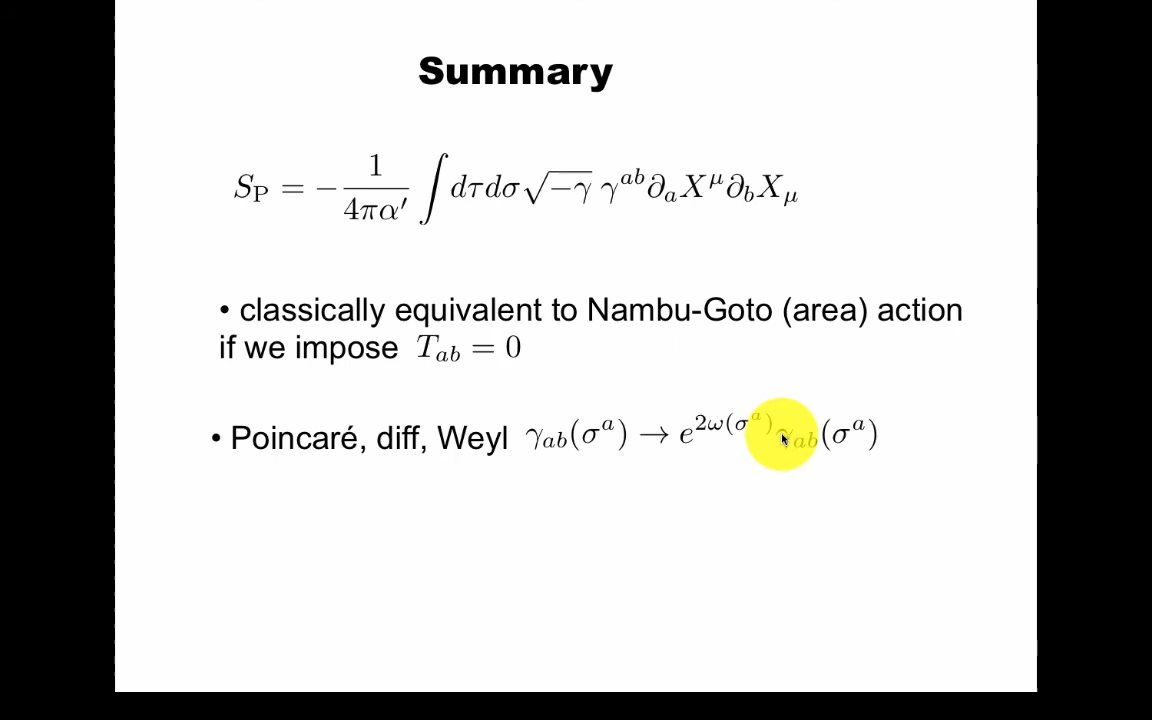 Summary
$S_{\mathrm{P}} = -\frac{1}{4\pi\alpha'} \int d\tau d\sigma \sqrt{-\gamma}\, \gamma^{ab} \partial_a X^\mu \partial_b X_\mu$
• classically equivalent to Nambu-Goto (area) action
if we impose $T_{ab} = 0$
• Poincaré, diff, Weyl $\gamma_{ab}(\sigma^a) \to e^{2\omega(\sigma^a)} \gamma_{ab}(\sigma^a)$